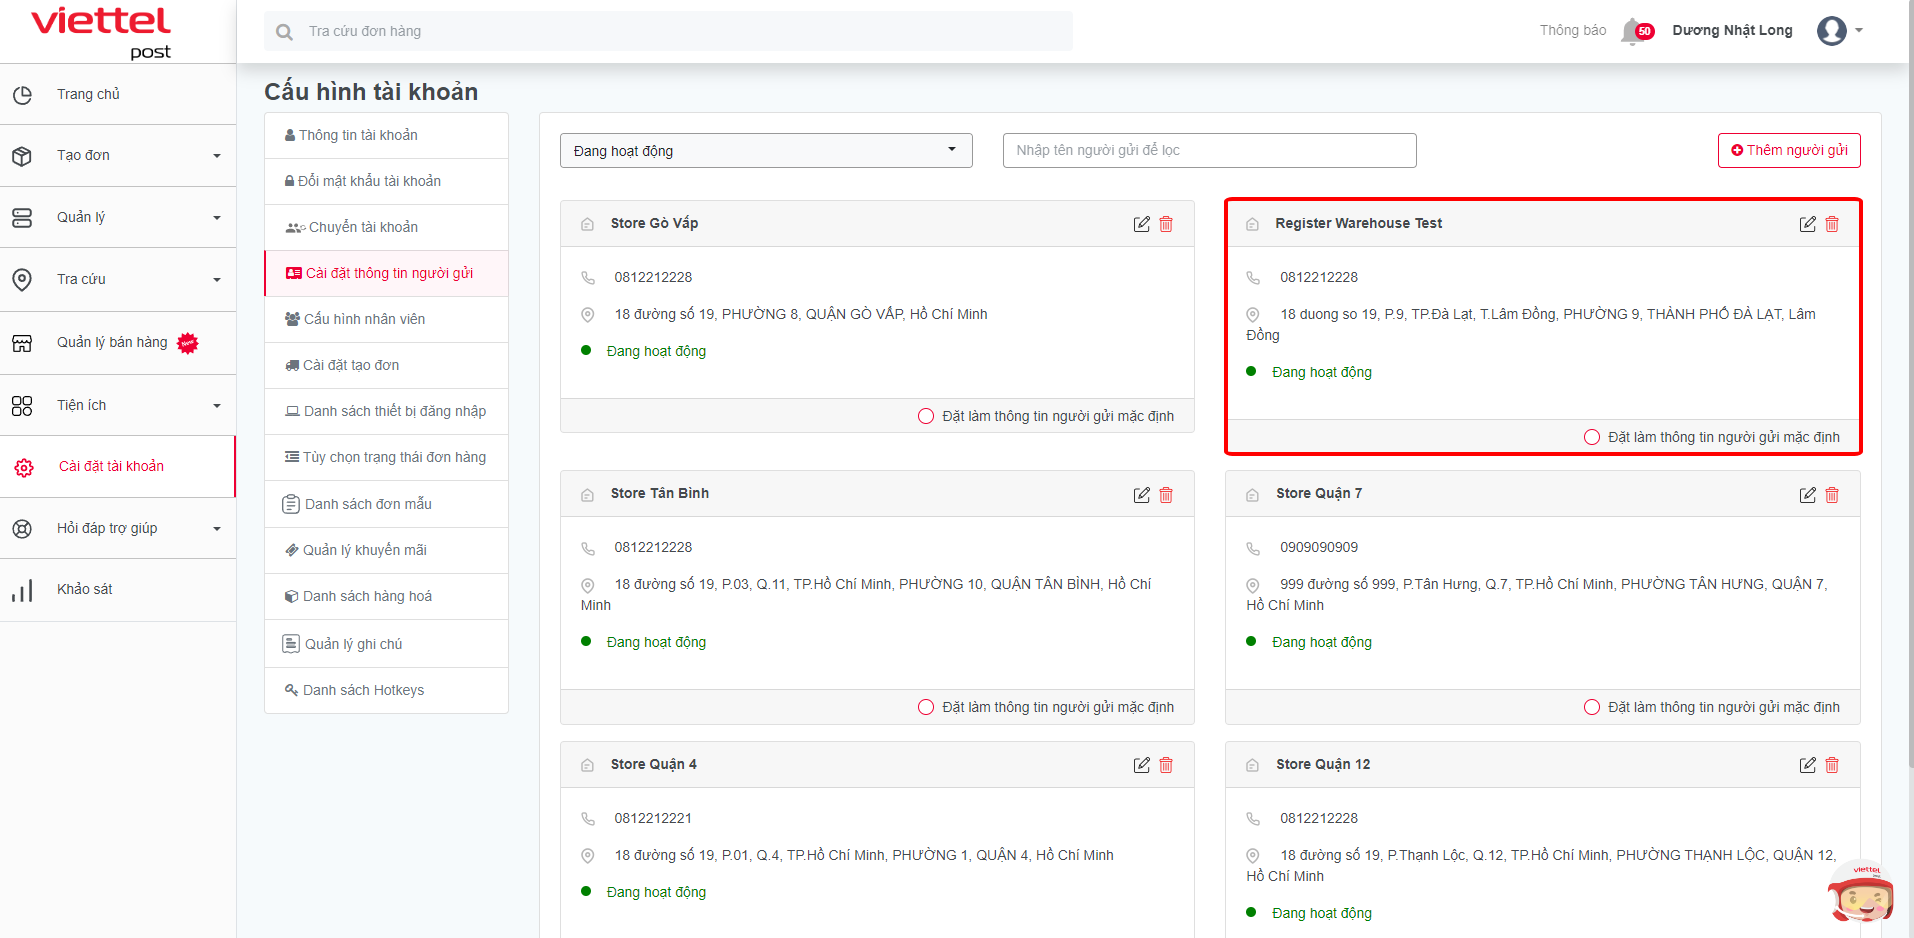 viettel
post
Tra cứu đơn hàng
Thông báo
50
Dương Nhật Long
Trang chủ
Tạo đơn
Quản lý
Tra cứu
Quản lý bán hàng
New
Tiện ích
Cài đặt tài khoản
Hỏi đáp trợ giúp
Khảo sát
Cấu hình tài khoản
Thông tin tài khoản
Đổi mật khẩu tài khoản
Chuyển tài khoản
Cài đặt thông tin người gửi
Cấu hình nhân viên
Cài đặt tạo đơn
Danh sách thiết bị đăng nhập
Tùy chọn trạng thái đơn hàng
Danh sách đơn mẫu
Quản lý khuyến mãi
Danh sách hàng hoá
Quản lý ghi chú
Danh sách Hotkeys
Đang hoạt động
Nhập tên người gửi để lọc
Thêm người gửi
Store Gò Vấp
0812212228
18 đường số 19, PHƯỜNG 8, QUẬN GÒ VẤP, Hồ Chí Minh
Đang hoạt động
Đặt làm thông tin người gửi mặc định
Register Warehouse Test
0812212228
18 duong so 19, P.9, TP.Đà Lạt, T.Lâm Đồng, PHƯỜNG 9, THÀNH PHỐ ĐÀ LẠT, Lâm
Đồng
Đang hoạt động
Đặt làm thông tin người gửi mặc định
Store Tân Bình
0812212228
18 đường số 19, P.03, Q.11, TP.Hồ Chí Minh, PHƯỜNG 10, QUẬN TÂN BÌNH, Hồ Chí
Minh
Đang hoạt động
Đặt làm thông tin người gửi mặc định
Store Quận 7
0909090909
999 đường số 999, P.Tân Hưng, Q.7, TP.Hồ Chí Minh, PHƯỜNG TÂN HƯNG, QUẬN 7,
Hồ Chí Minh
Đang hoạt động
Đặt làm thông tin người gửi mặc định
Store Quận 4
0812212221
18 đường số 19, P.01, Q.4, TP.Hồ Chí Minh, PHƯỜNG 1, QUẬN 4, Hồ Chí Minh
Đang hoạt động
Store Quận 12
0812212228
18 đường số 19, P.Thạnh Lộc, Q.12, TP.Hồ Chí Minh, PHƯỜNG THẠNH LỘC, QUẬN 12,
Hồ Chí Minh
Đang hoạt động
viettel